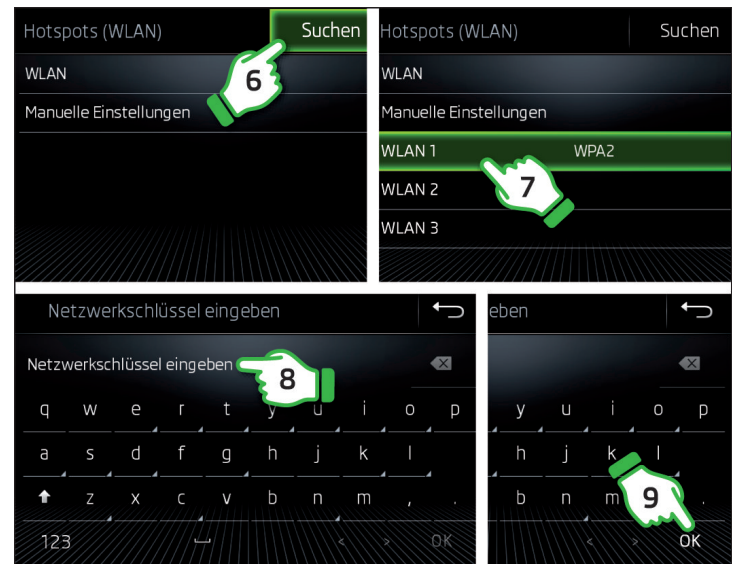 Hotspots (WLAN) Suchen
6
WLAN
Manuelle Einstellungen
Hotspots (WLAN) Suchen
WLAN
Manuelle Einstellungen
WLAN 1 WPA2
7
WLAN 2
WLAN 3
Netzwerkschlüssel eingeben
Netzwerkschlüssel eingeben
8
q w e r t y u i o p
a s d f g h j k l
z x c v b n m , .
123 < > OK
eben
y u i o p
h j k l
b n m .
9
< > OK